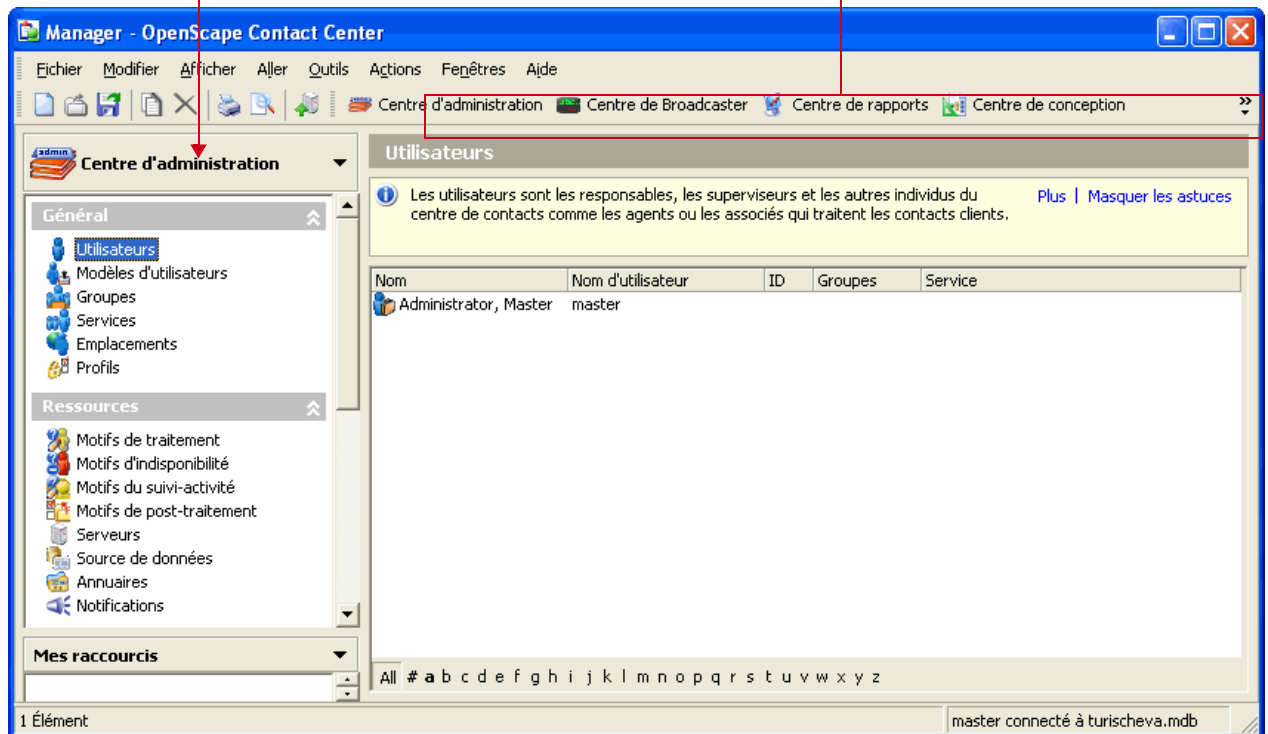 Manager - OpenScape Contact Center
Fichier Modifier Afficher Aller Outils Actions Fenêtres Aide
Centre d'administration Centre de Broadcaster Centre de rapports Centre de conception
admin
Centre d'administration
Général
Utilisateurs
Modèles d'utilisateurs
Groupes
Services
Emplacements
Profils
Ressources
Motifs de traitement
Motifs d'indisponibilité
Motifs du suivi-activité
Motifs de post-traitement
Serveurs
Source de données
Annuaires
Notifications
Mes raccourcis
Utilisateurs
Les utilisateurs sont les responsables, les superviseurs et les autres individus du
centre de contacts comme les agents ou les associés qui traitent les contacts clients.
Plus | Masquer les astuces
Nom Nom d'utilisateur ID Groupes Service
Administrator, Master master
All # a b c d e f g h i j k l m n o p q r s t u v w x y z
1 Élément
master connecté à turischeva.mdb